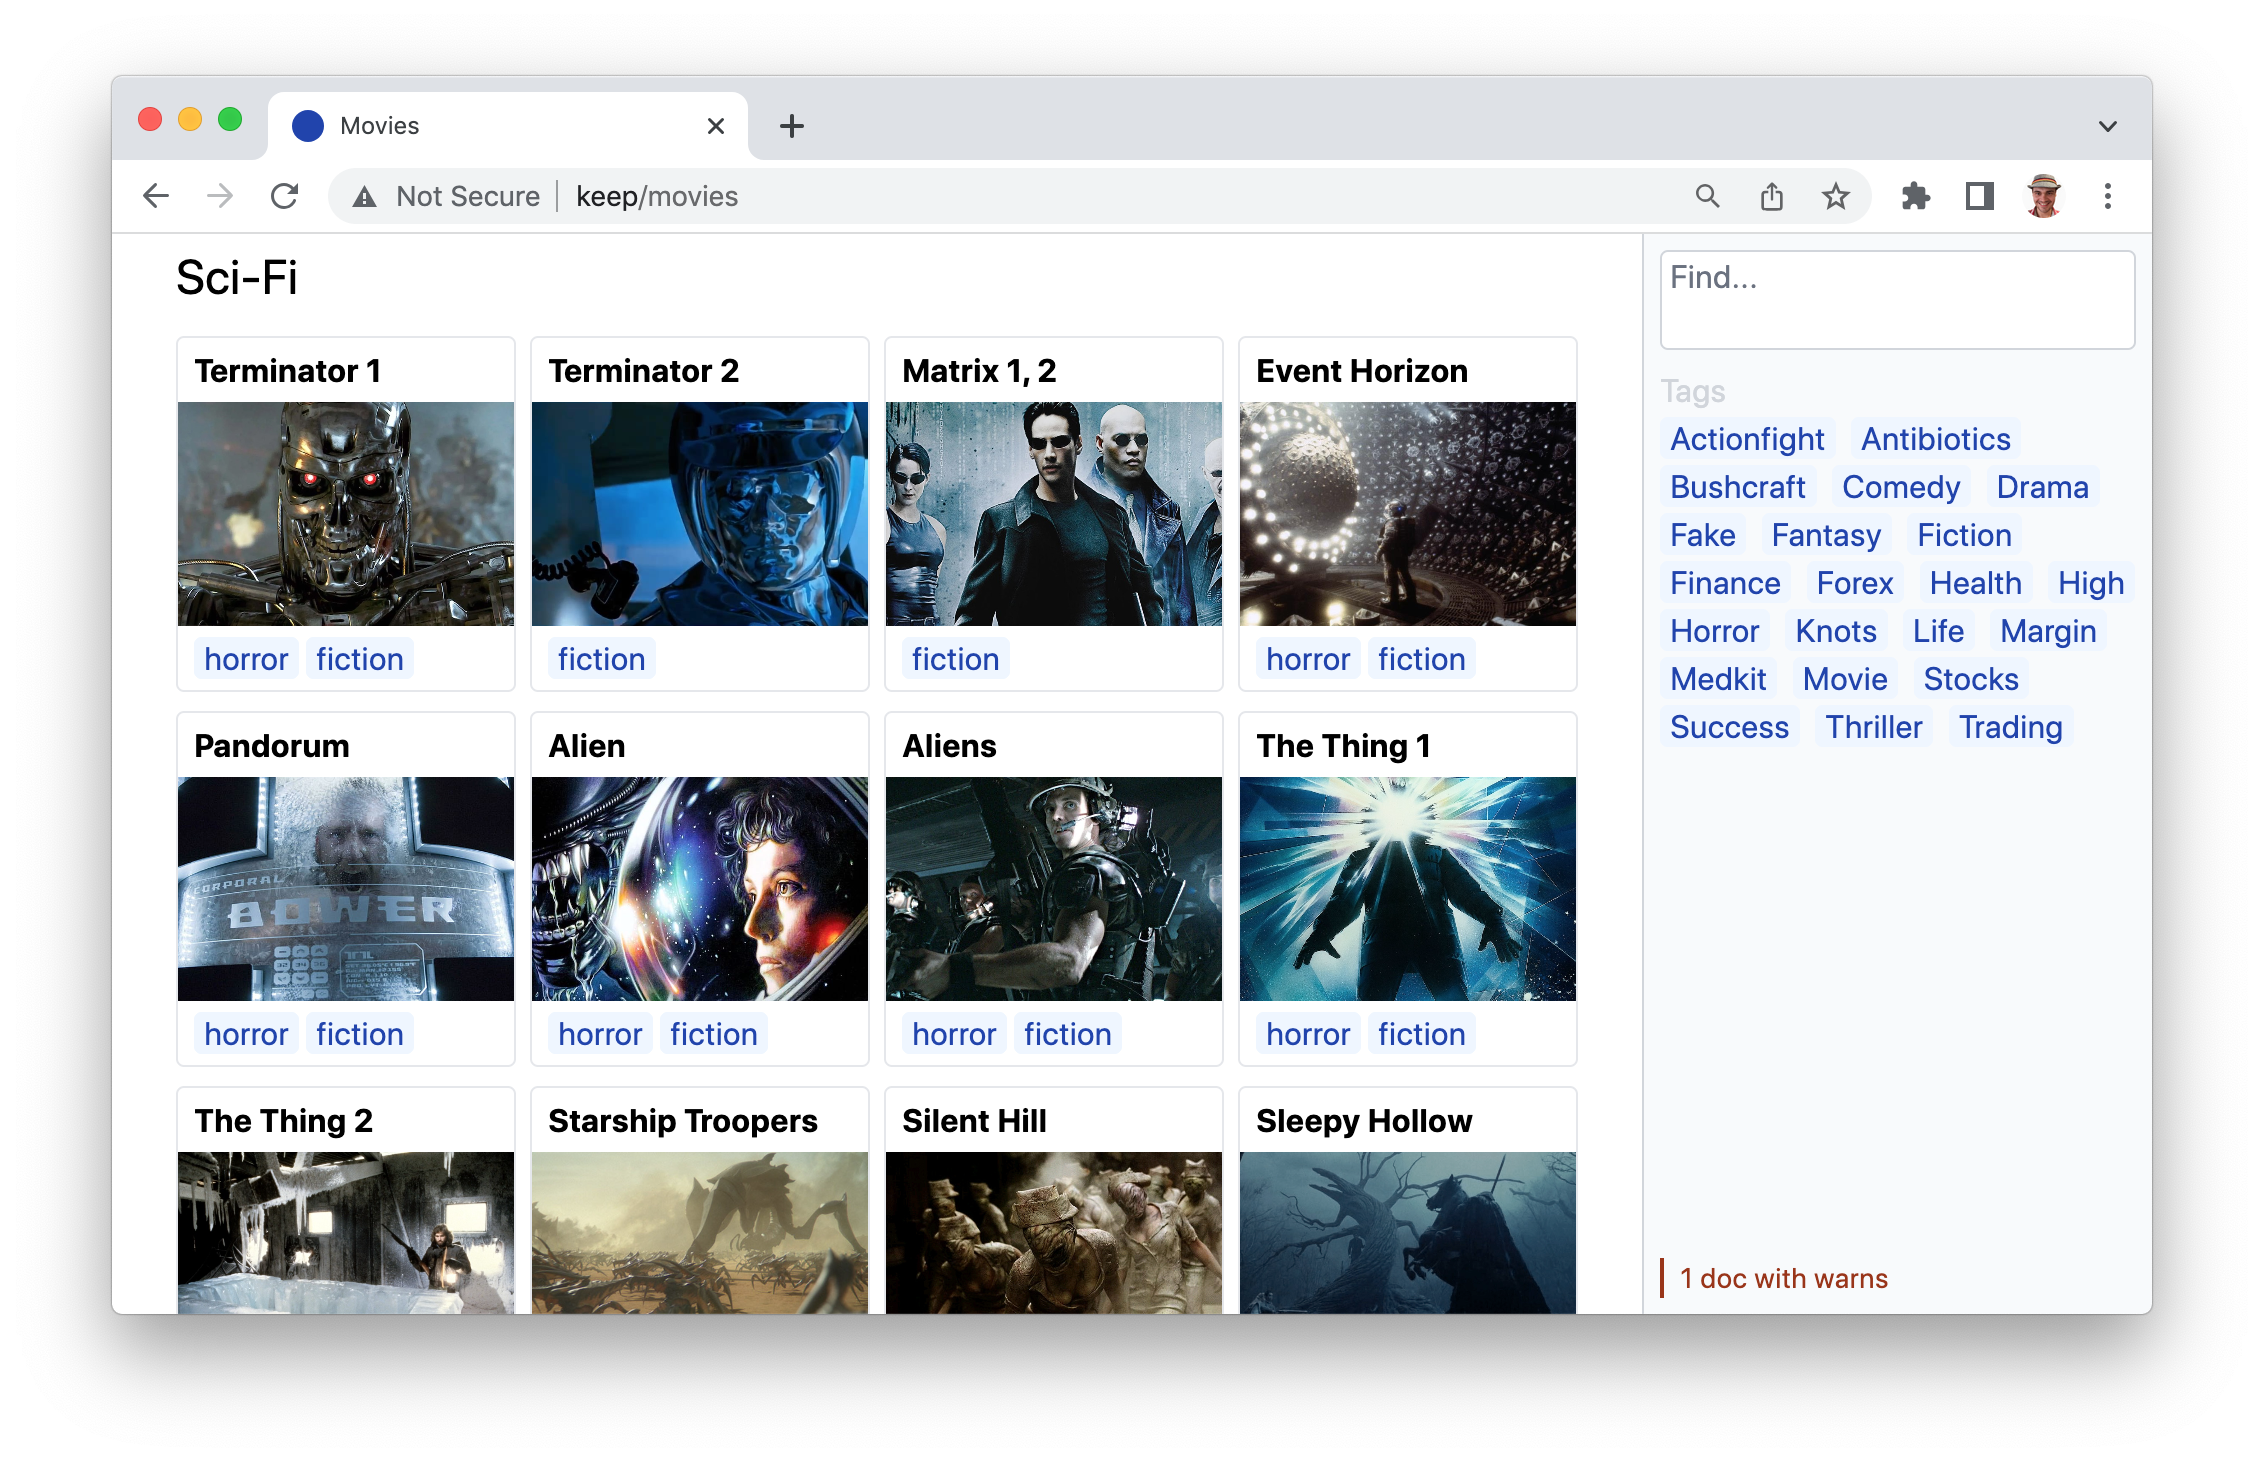 Movies
Not Secure keep/movies
Sci-Fi
Terminator 1
horror fiction
Terminator 2
fiction
Matrix 1, 2
fiction
Event Horizon
horror fiction
Pandorum
CORPORAL
BOWER
horror fiction
Alien
horror fiction
Aliens
horror fiction
The Thing 1
horror fiction
The Thing 2
Starship Troopers
Silent Hill
Sleepy Hollow
Find...
Tags
Actionfight Antibiotics
Bushcraft Comedy Drama
Fake Fantasy Fiction
Finance Forex Health High
Horror Knots Life Margin
Medkit Movie Stocks
Success Thriller Trading
1 doc with warns